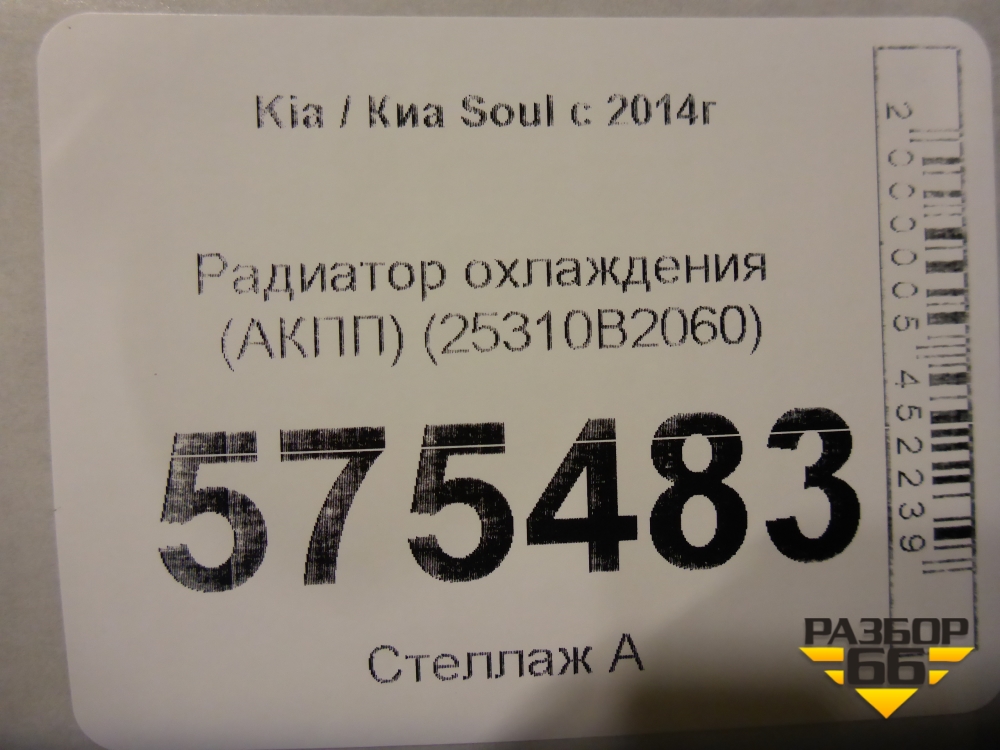 Kia / Киа Soul с 2014г
Радиатор охлаждения
(АКПП) (25310B2060)
575483
Стеллаж А
2000005452239
РАЗБОР
66